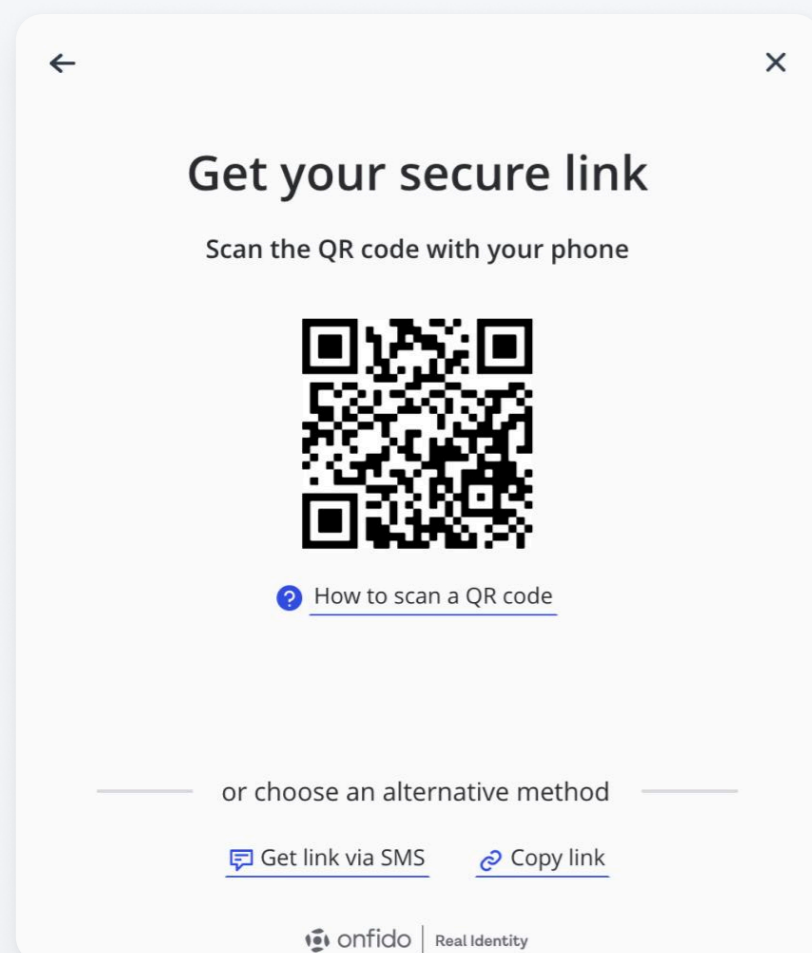 Get your secure link
Scan the QR code with your phone
How to scan a QR code
or choose an alternative method
Get link via SMS Copy link
onfido | Real Identity